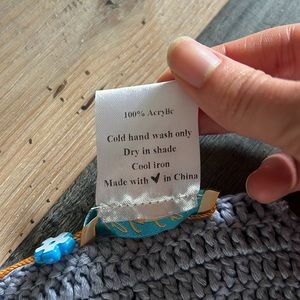 100% Acrylic
Cold hand wash only
Dry in shade
Cool iron
Made with ♥ in China